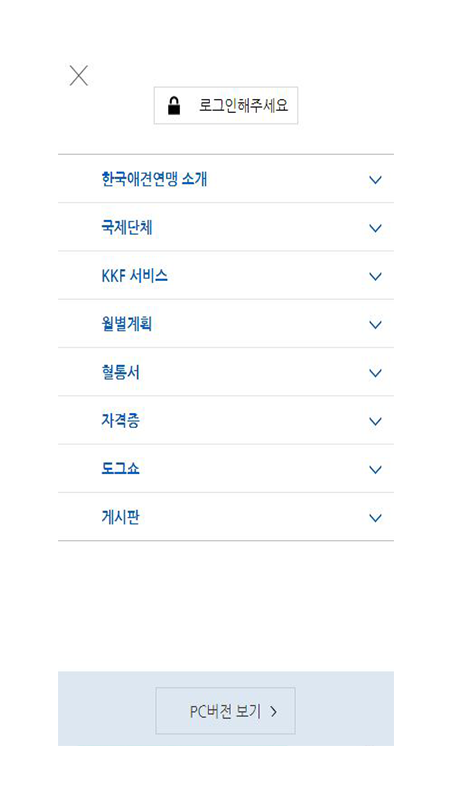 로그인해주세요
한국애견연맹 소개
국제단체
KKF 서비스
월별계획
혈통서
자격증
도그쇼
게시판
PC버전 보기